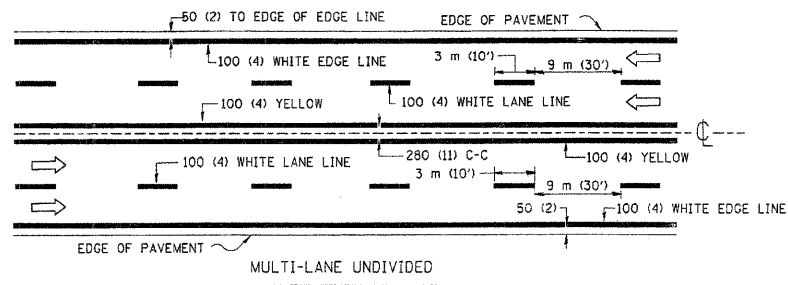 50 (2) TO EDGE OF EDGE LINE
EDGE OF PAVEMENT
100 (4) WHITE EDGE LINE
3 m (10')
9 m (30')
100 (4) YELLOW
100 (4) WHITE LANE LINE
CL
100 (4) WHITE LANE LINE
280 (11) C-C
100 (4) YELLOW
3 m (10')
9 m (30')
50 (2)
100 (4) WHITE EDGE LINE
EDGE OF PAVEMENT
MULTI-LANE UNDIVIDED